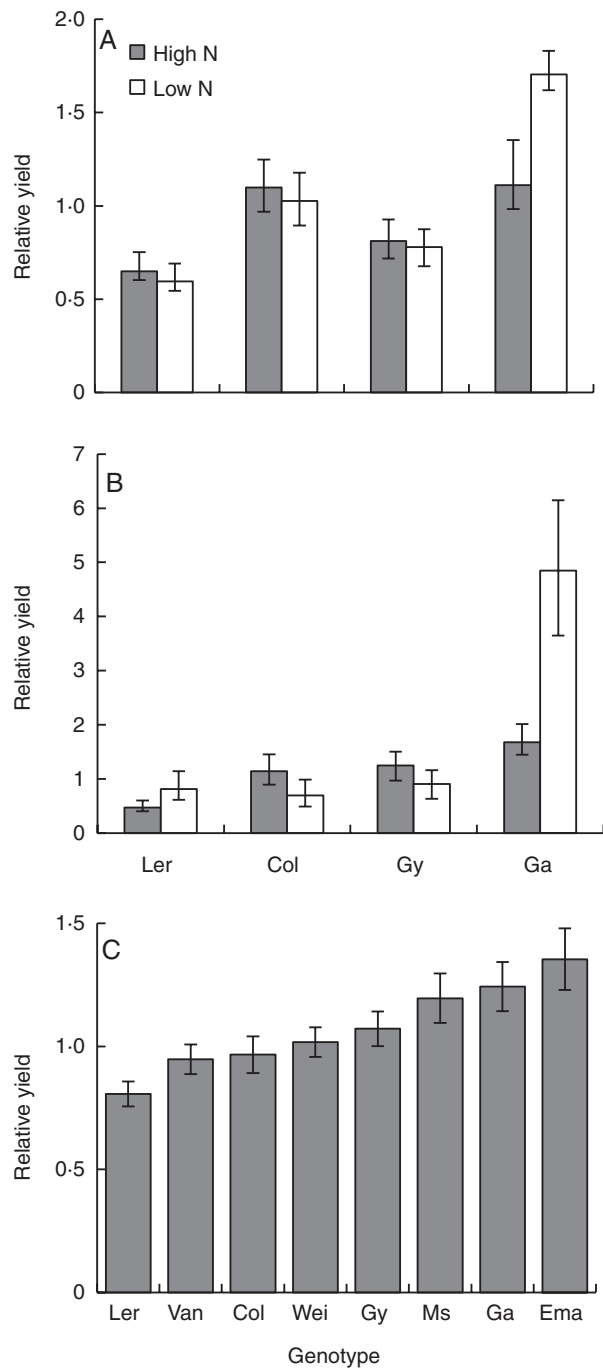 A
High N
Low N
2·0
1·5
1·0
0·5
0
Relative yield
B
7
6
5
4
3
2
1
0
Relative yield
Ler Col Gy Ga
C
1·5
1·0
0·5
0
Relative yield
Ler Van Col Wei Gy Ms Ga Ema
Genotype